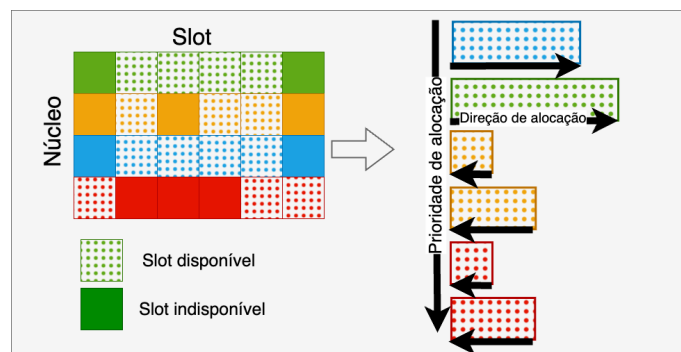 Slot
Núcleo
Slot disponível
Slot indisponível
Prioridade de alocação
Direção de alocação